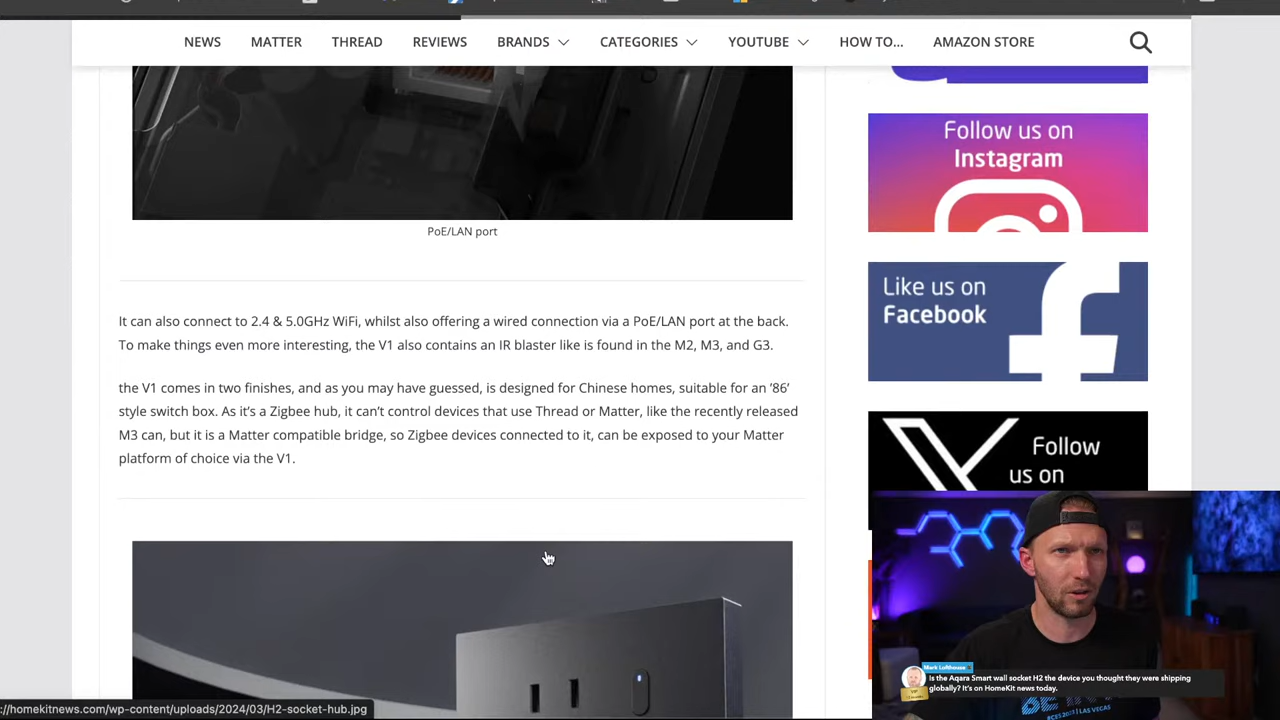 NEWS MATTER THREAD REVIEWS BRANDS CATEGORIES YOUTUBE HOW TO... AMAZON STORE
PoE/LAN port
It can also connect to 2.4 & 5.0GHz WiFi, whilst also offering a wired connection via a PoE/LAN port at the back.
To make things even more interesting, the V1 also contains an IR blaster like is found in the M2, M3, and G3.
the V1 comes in two finishes, and as you may have guessed, is designed for Chinese homes, suitable for an '86'
style switch box. As it's a Zigbee hub, it can't control devices that use Thread or Matter, like the recently released
M3 can, but it is a Matter compatible bridge, so Zigbee devices connected to it, can be exposed to your Matter
platform of choice via the V1.
Follow us on
Instagram
Like us on
Facebook
Follow
us on
Mark Lofthouse
Is the Aqara Smart wall socket H2 the device you thought they were shipping
globally? It's on HomeKit news today.
#CES2023 | LAS VEGAS
://homekitnews.com/wp-content/uploads/2024/03/H2-socket-hub.jpg